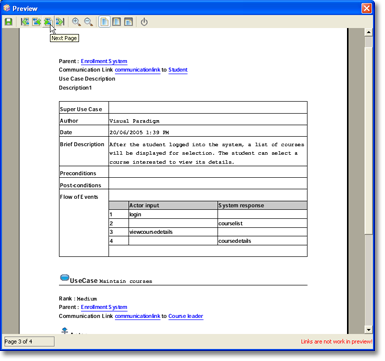 Preview
Next Page
Parent : Enrollment System
Communication Link communicationlink to Student
Use Case Description
Description1
Super Use Case
Author Visual Paradigm
Date 20/06/2005 1:39 PM
Brief Description After the student logged into the system, a list of courses
will be displayed for selection. The student can select a
course interested to view its details.
Preconditions
Post-conditions
Flow of Events Actor input System response
1 login
2 courselist
3 viewcoursedetails
4 coursedetails
UseCase Maintain courses
Rank : Medium
Parent : Enrollment System
Communication Link communicationlink to Course leader
Page 3 of 4 Links are not work in preview!